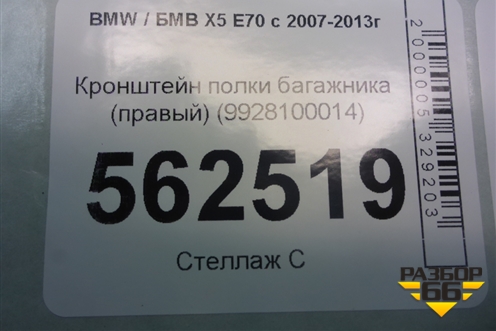 BMW / БМВ X5 E70 с 2007-2013г
Кронштейн полки багажника
(правый) (9928100014)
562519
Стеллаж С
2000005329203
РАЗБОР
66